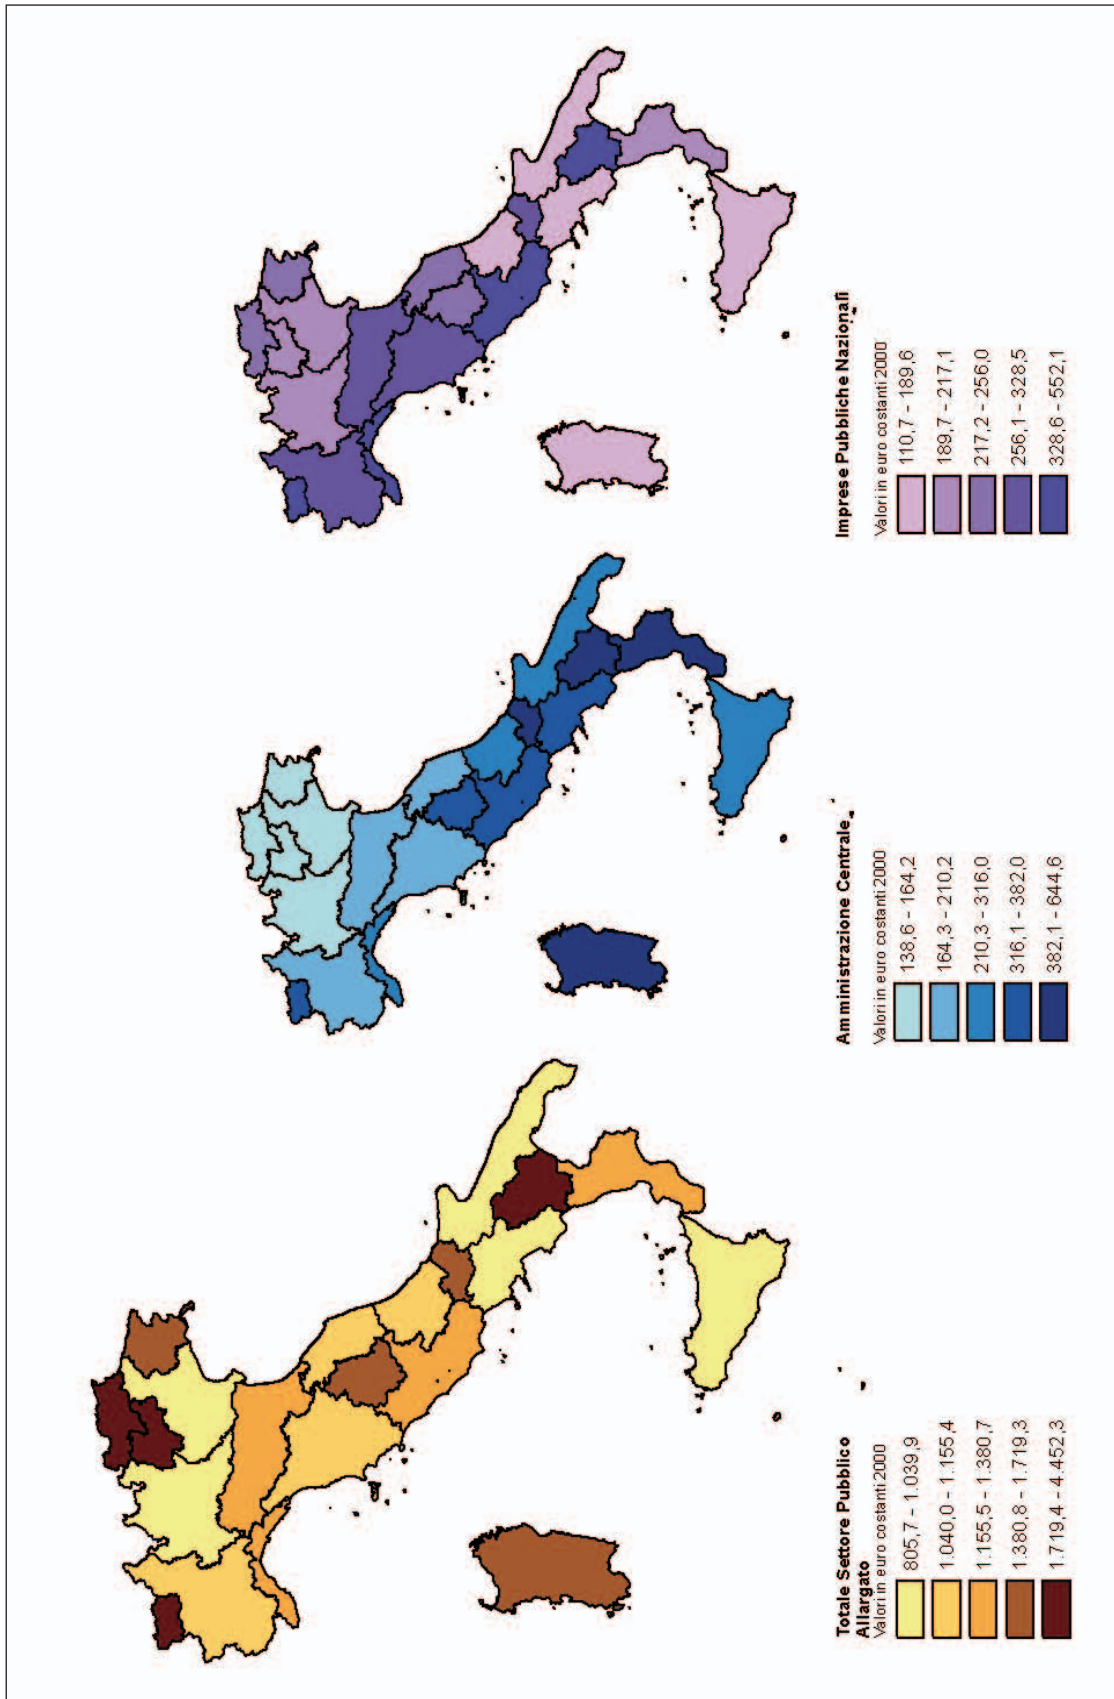 Totale Settore Pubblico
Allargato
Valori in euro costanti 2000
805,7 - 1.039,9
1.040,0 - 1.155,4
1.155,5 - 1.380,7
1.380,8 - 1.719,3
1.719,4 - 4.452,3
Amministrazione Centrale
Valori in euro costanti 2000
138,6 - 164,2
164,3 - 210,2
210,3 - 316,0
316,1 - 382,0
382,1 - 644,6
Imprese Pubbliche Nazionali
Valori in euro costanti 2000
110,7 - 189,6
189,7 - 217,1
217,2 - 256,0
256,1 - 328,5
328,6 - 552,1